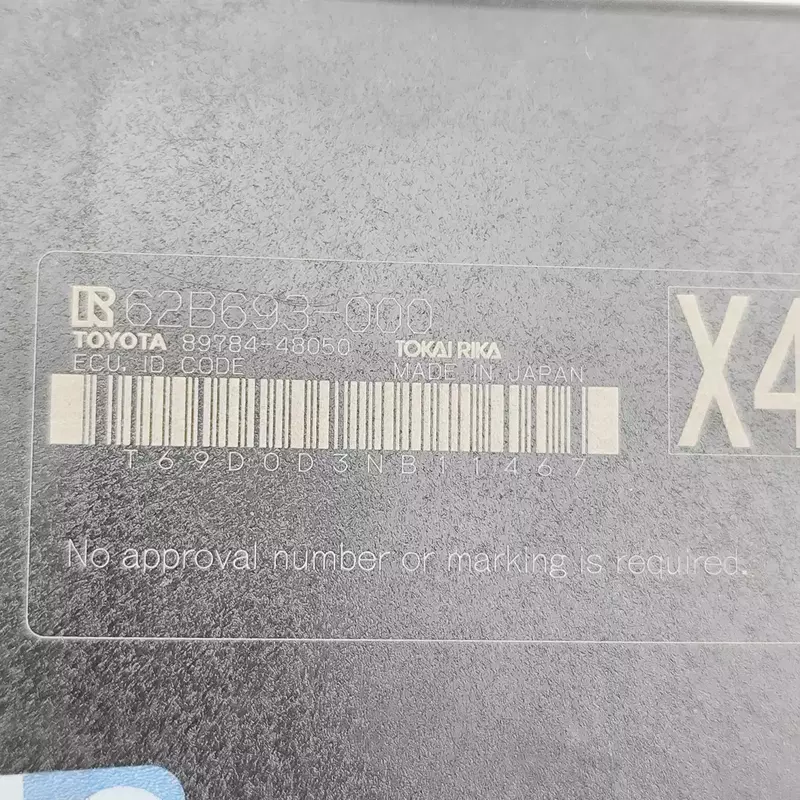 62B693-000
TOYOTA 89784-48050 TOKAI RIKA
ECU. ID CODE MADE IN JAPAN
X4
T69D0D3NB11467
No approval number or marking is required.